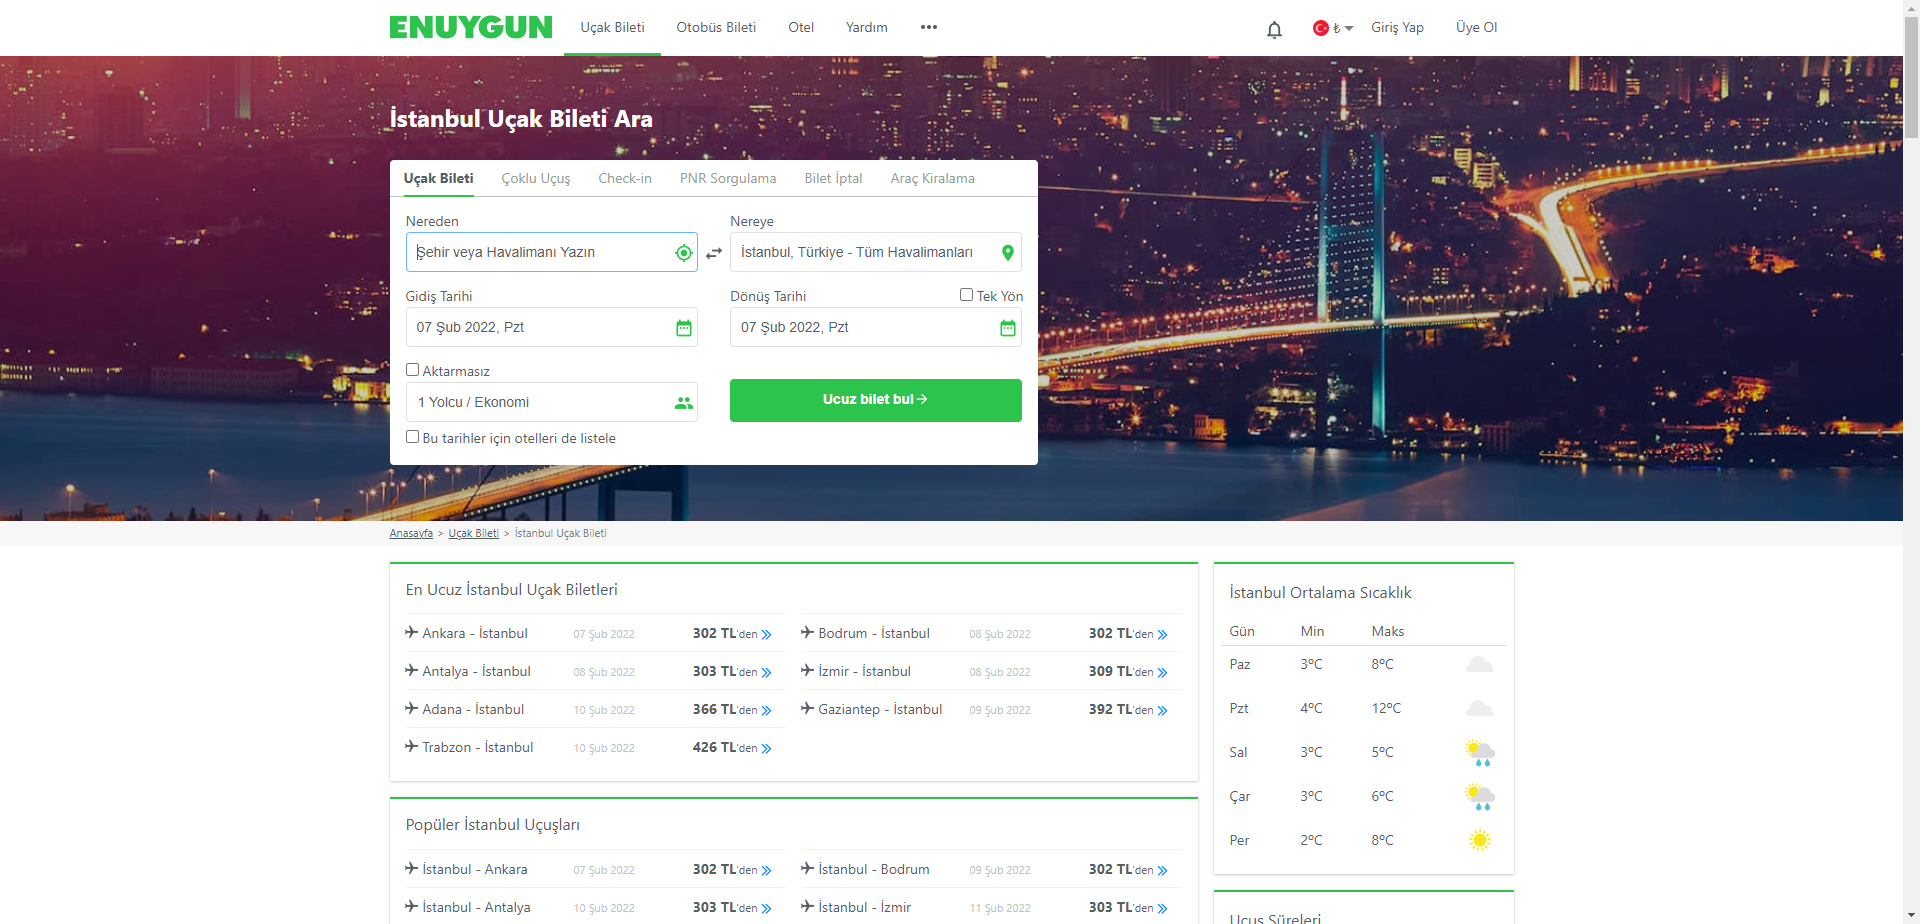 ENUYGUN Uçak Bileti Otobüs Bileti Otel Yardım ••• ₺ Giriş Yap Üye Ol
İstanbul Uçak Bileti Ara
Uçak Bileti Çoklu Uçuş Check-in PNR Sorgulama Bilet İptal Araç Kiralama
Nereden Nereye
Şehir veya Havalimanı Yazın İstanbul, Türkiye - Tüm Havalimanları
Gidiş Tarihi Dönüş Tarihi Tek Yön
07 Şub 2022, Pzt 07 Şub 2022, Pzt
Aktarmasız
1 Yolcu / Ekonomi Ucuz bilet bul→
Bu tarihler için otelleri de listele
Anasayfa > Uçak Bileti > İstanbul Uçak Bileti
En Ucuz İstanbul Uçak Biletleri
Ankara - İstanbul 07 Şub 2022 302 TL'den » Bodrum - İstanbul 08 Şub 2022 302 TL'den »
Antalya - İstanbul 08 Şub 2022 303 TL'den » İzmir - İstanbul 08 Şub 2022 309 TL'den »
Adana - İstanbul 10 Şub 2022 366 TL'den » Gaziantep - İstanbul 09 Şub 2022 392 TL'den »
Trabzon - İstanbul 10 Şub 2022 426 TL'den »
Popüler İstanbul Uçuşları
İstanbul - Ankara 07 Şub 2022 302 TL'den » İstanbul - Bodrum 09 Şub 2022 302 TL'den »
İstanbul - Antalya 10 Şub 2022 303 TL'den » İstanbul - İzmir 11 Şub 2022 303 TL'den »
İstanbul Ortalama Sıcaklık
Gün Min Maks
Paz 3°C 8°C
Pzt 4°C 12°C
Sal 3°C 5°C
Çar 3°C 6°C
Per 2°C 8°C
Uçuş Süreleri